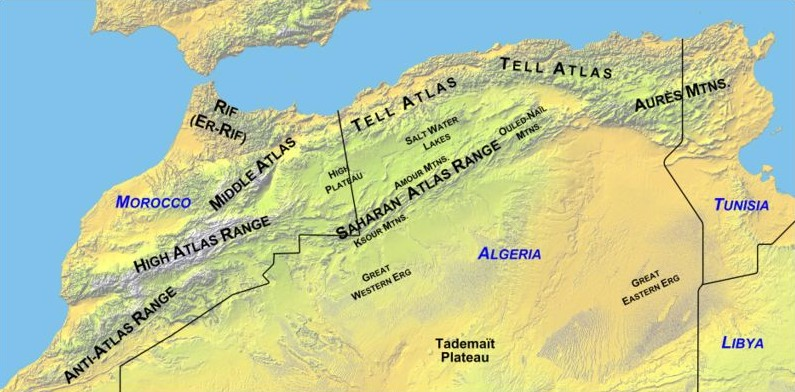 TELL ATLAS
TELL ATLAS
AURÈS MTNS.
RIF
(ER-RIF)
SALT WATER
LAKES
OULED-NAIL
MTNS.
MIDDLE ATLAS
HIGH
PLATEAU
AMOUR MTNS.
SAHARAN ATLAS RANGE
KSOUR MTNS.
MOROCCO
TUNISIA
HIGH ATLAS RANGE
ALGERIA
GREAT
WESTERN ERG
GREAT
EASTERN ERG
ANTI-ATLAS RANGE
Tademaït
Plateau
LIBYA